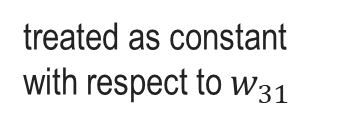 treated as constant
with respect to w₃₁